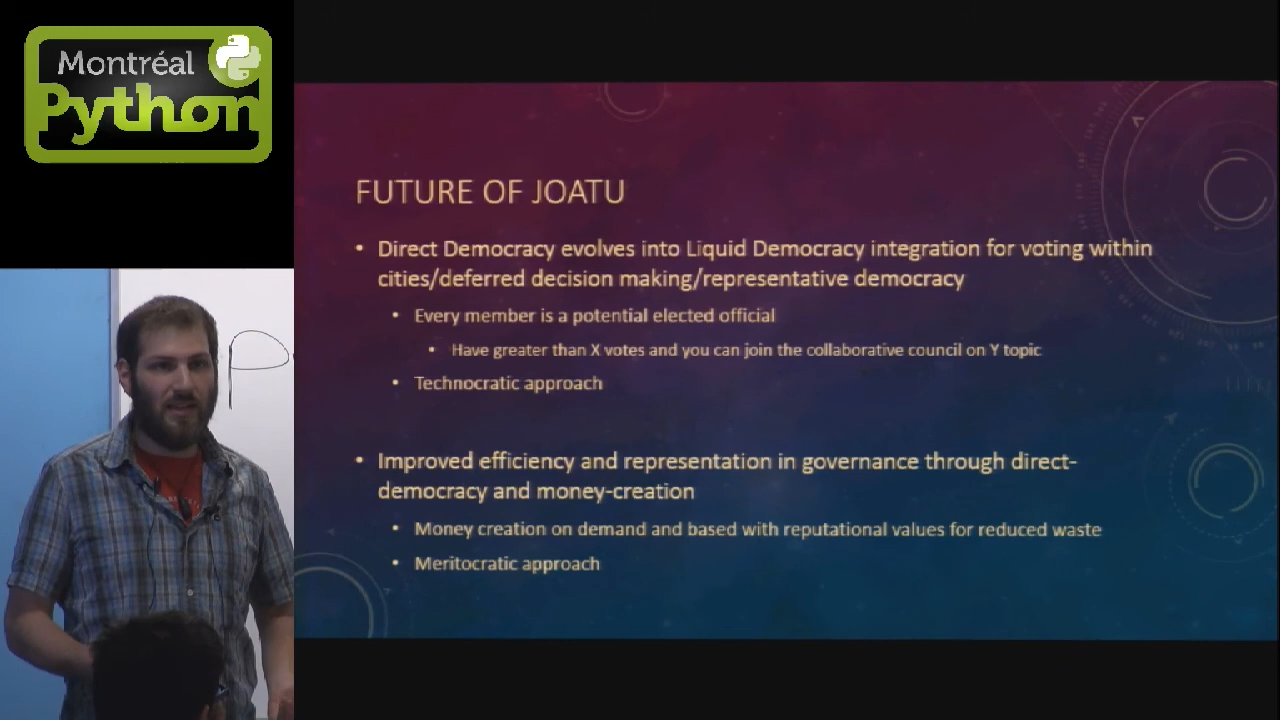 Montréal
Python
P
FUTURE OF JOATU
• Direct Democracy evolves into Liquid Democracy integration for voting within
cities/deferred decision making/representative democracy
• Every member is a potential elected official
• Have greater than X votes and you can join the collaborative council on Y topic
• Technocratic approach
• Improved efficiency and representation in governance through direct-
democracy and money-creation
• Money creation on demand and based with reputational values for reduced waste
• Meritocratic approach